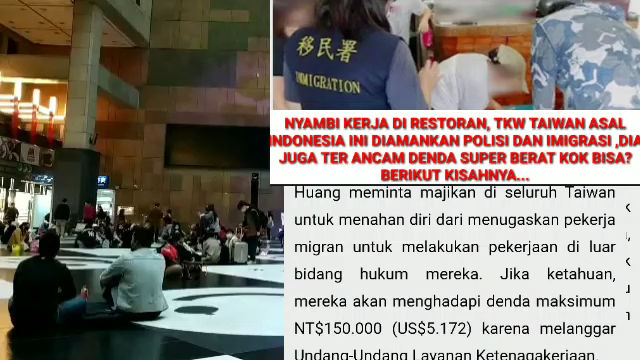 移民署
IMMIGRATION
NYAMBI KERJA DI RESTORAN, TKW TAIWAN ASAL
INDONESIA INI DIAMANKAN POLISI DAN IMIGRASI ,DIA
JUGA TER ANCAM DENDA SUPER BERAT KOK BISA?
BERIKUT KISAHNYA...
Huang meminta majikan di seluruh Taiwan
untuk menahan diri dari menugaskan pekerja
migran untuk melakukan pekerjaan di luar
bidang hukum mereka. Jika ketahuan,
mereka akan menghadapi denda maksimum
NT$150.000 (US$5.172) karena melanggar
Undang-Undang Layanan Ketenagakerjaan.